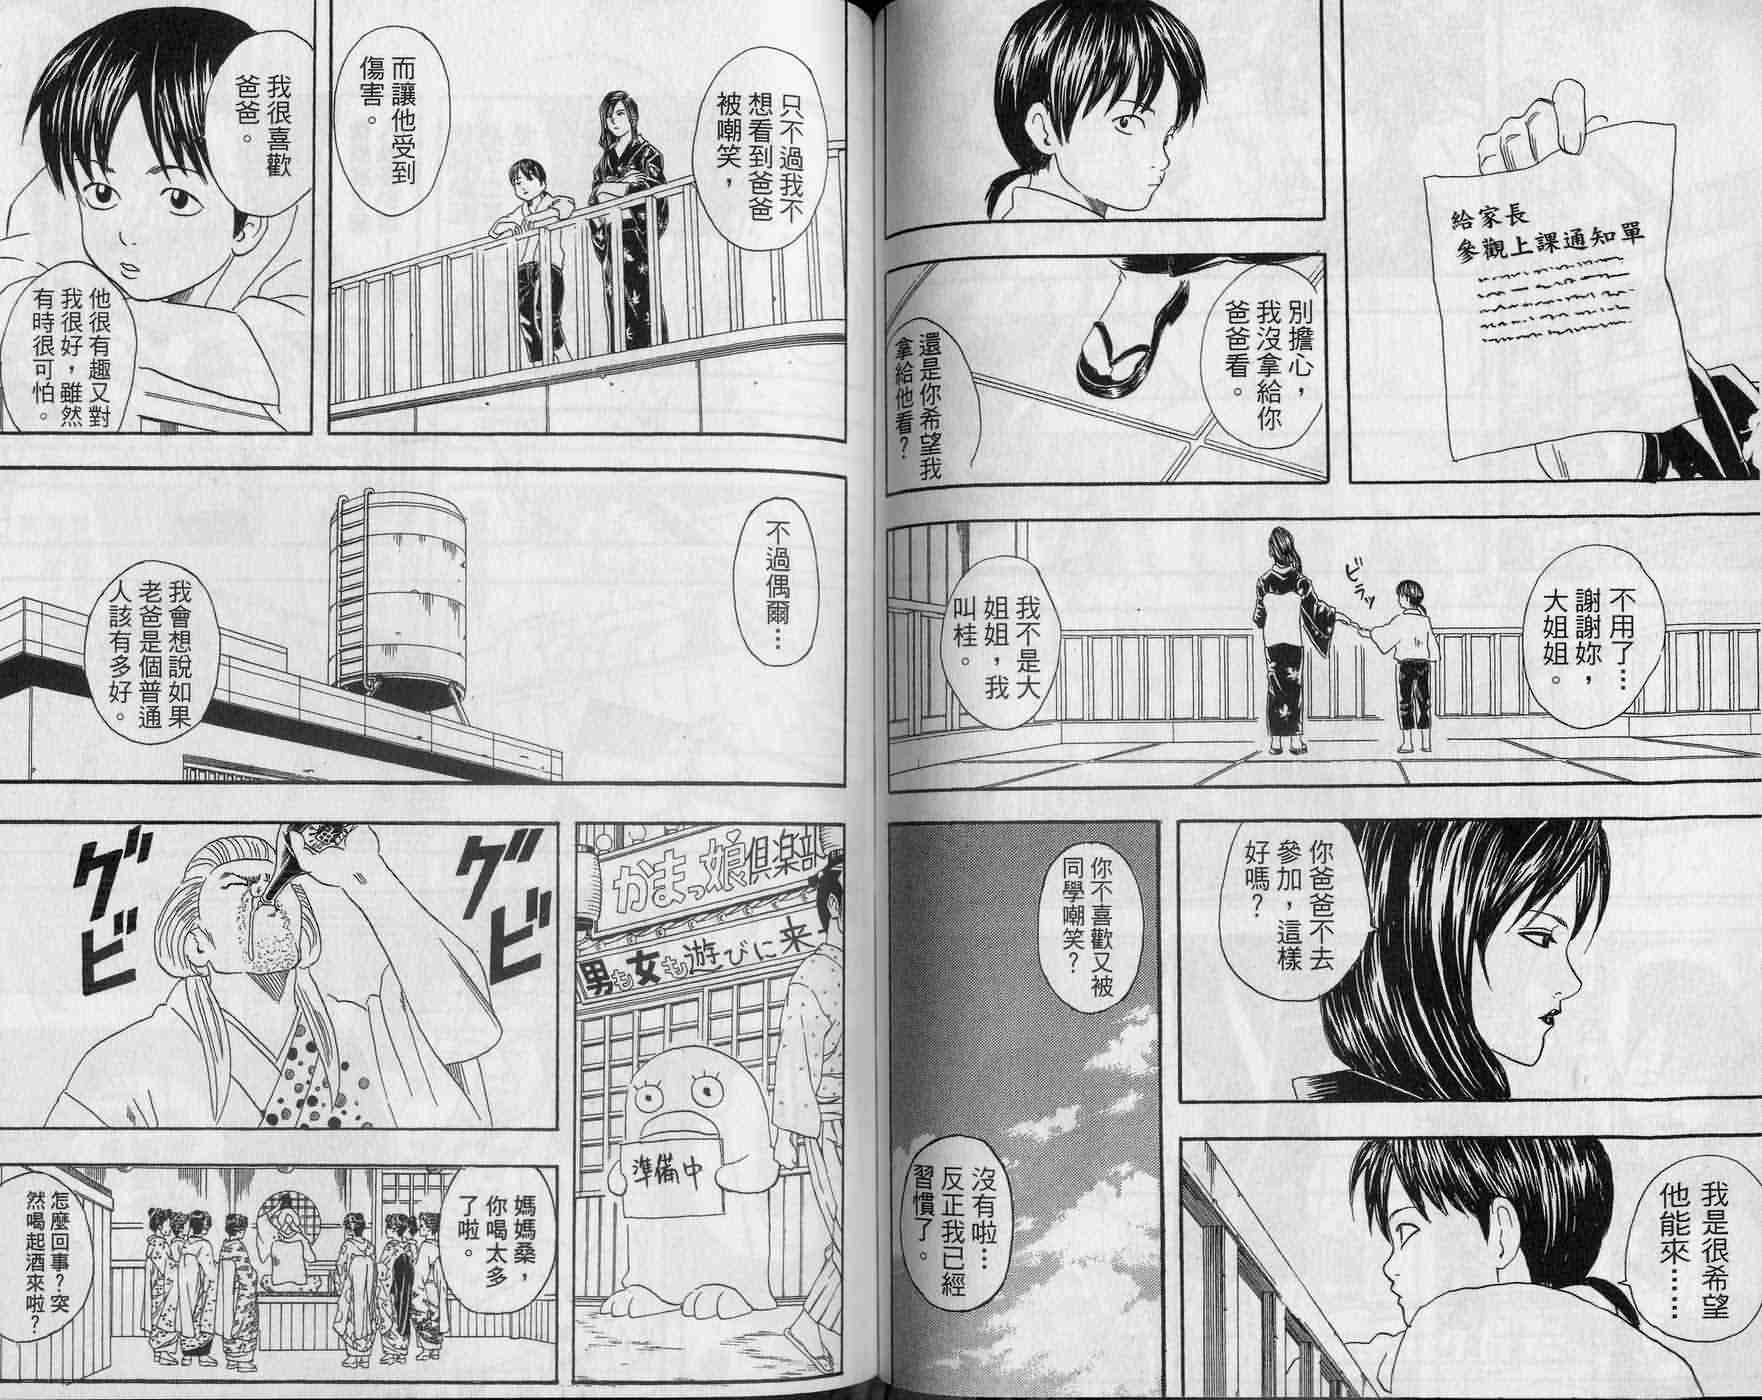 給家長
參觀上課通知單
別擔心，
我沒拿給你
爸爸看。
還是你希望我
拿給他看？
不用了…
謝謝妳，
大姐姐。
ビラッ
我不是大
姐姐，我
叫桂。
你爸爸不去
參加，這樣
好嗎？
你不喜歡又被
同學嘲笑？
我是很希望
他能來……
沒有啦…
反正我已經
習慣了。
只不過我不
想看到爸爸
被嘲笑，
而讓他受到
傷害。
我很喜歡
爸爸。
他很有趣又對
我很好，雖然
有時很可怕。
不過偶爾…
我會想說如果
老爸是個普通
人該有多好。
かまっ娘倶楽部
男も女も遊びに来
準備中
グビ
グビ
媽媽桑，
你喝太多
了啦。
怎麼回事？突
然喝起酒來啦？